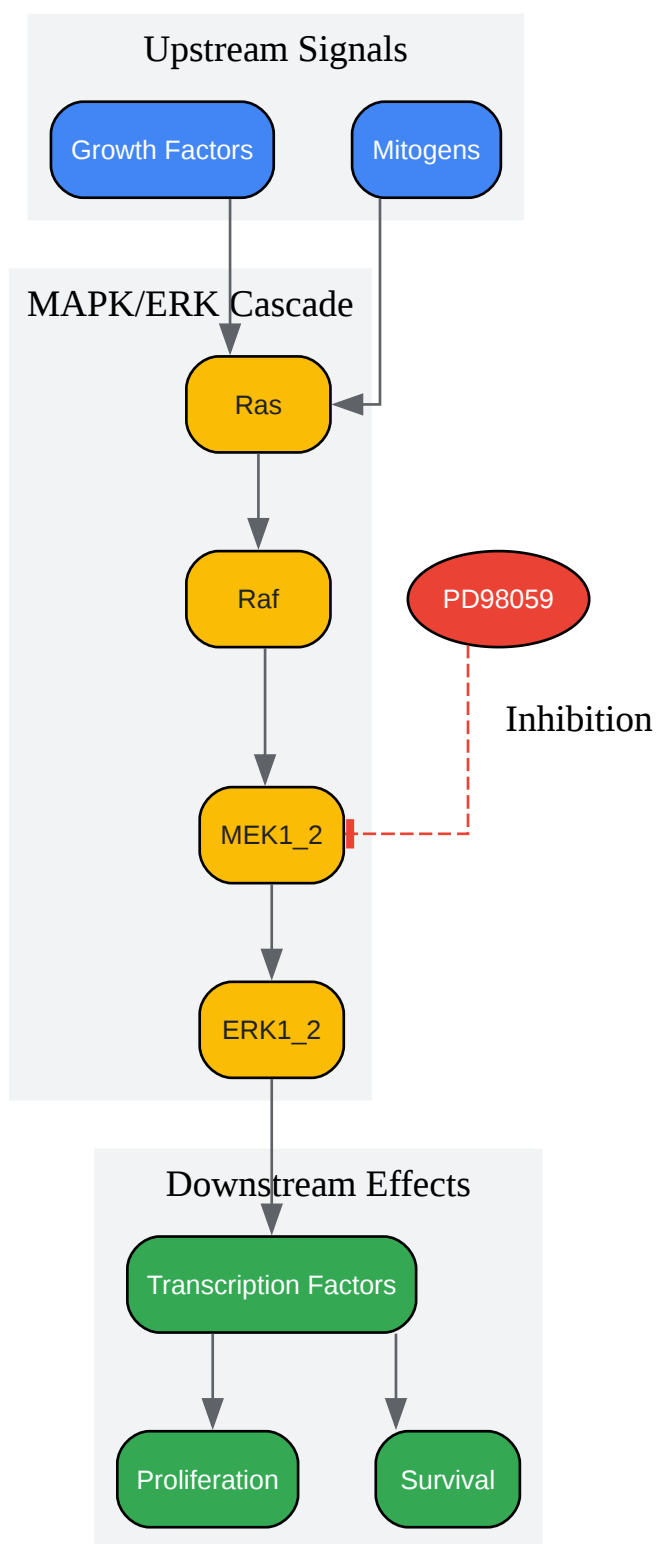 Upstream Signals
Growth Factors
Mitogens
MAPK/ERK Cascade
Ras
Raf
PD98059
Inhibition
MEK1_2
ERK1_2
Downstream Effects
Transcription Factors
Proliferation
Survival